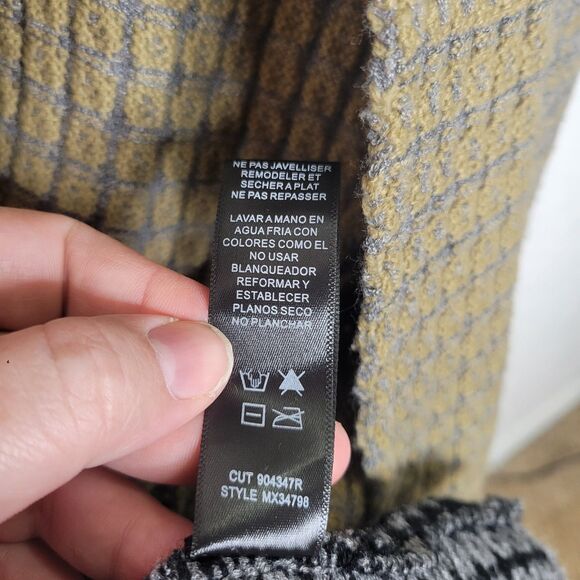 NE PAS JAVELLISER
REMODELER ET
SECHER A PLAT
NE PAS REPASSER
LAVAR A MANO EN
AGUA FRIA CON
COLORES COMO EL
NO USAR
BLANQUEADOR
REFORMAR Y
ESTABLECER
PLANOS SECO
NO PLANCHAR
CUT 904347R
STYLE MX34798